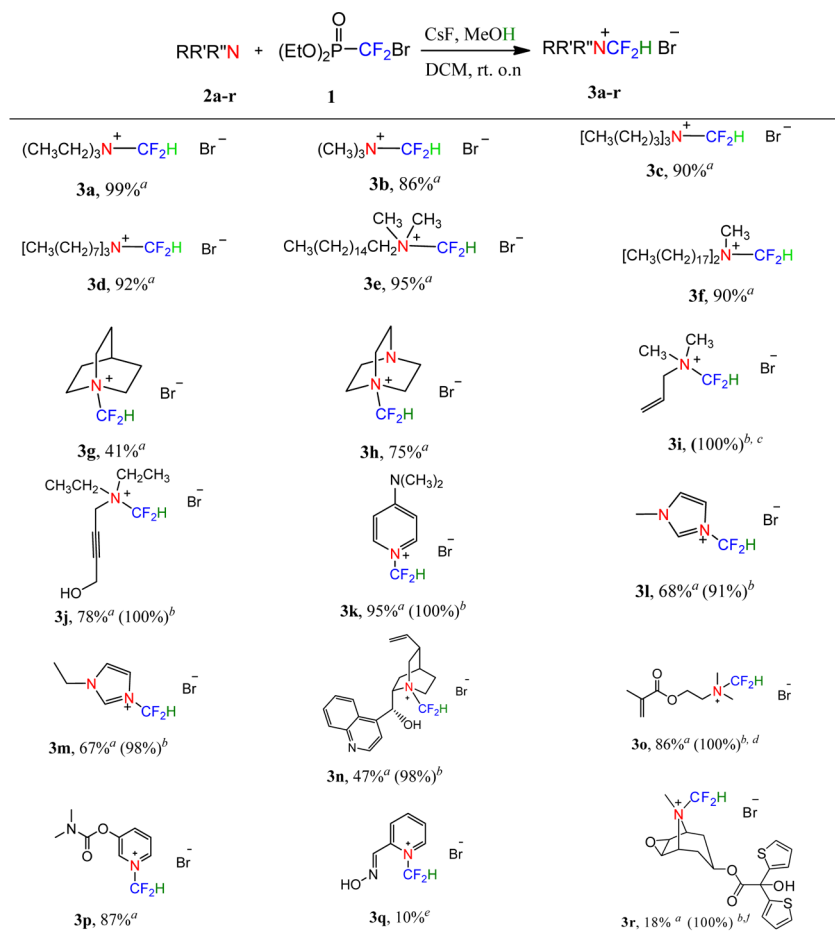 RR'R"N + (EtO)₂P(O)–CF₂Br CsF, MeOH RR'R"N⁺CF₂H Br⁻
DCM, rt. o.n
2a-r 1 3a-r
(CH₃CH₂)₃N⁺–CF₂H Br⁻ (CH₃)₃N⁺–CF₂H Br⁻ [CH₃(CH₂)₃]₃N⁺–CF₂H Br⁻
3a, 99%ᵃ 3b, 86%ᵃ 3c, 90%ᵃ
CH₃ CH₃ CH₃
[CH₃(CH₂)₇]₃N⁺–CF₂H Br⁻ CH₃(CH₂)₁₄CH₂N⁺–CF₂H Br⁻ [CH₃(CH₂)₁₇]₂N⁺–CF₂H
3d, 92%ᵃ 3e, 95%ᵃ 3f, 90%ᵃ
N CH₃
N⁺ Br⁻ N⁺ Br⁻ CH₃ N⁺ Br⁻
CF₂H CF₂H CF₂H
3g, 41%ᵃ 3h, 75%ᵃ 3i, (100%)ᵇ, ᶜ
CH₃CH₂ CH₂CH₃ N(CH₃)₂
N⁺ CF₂H Br⁻ N⁺ Br⁻ N N⁺ Br⁻
HO CF₂H CF₂H
3j, 78%ᵃ (100%)ᵇ 3k, 95%ᵃ (100%)ᵇ 3l, 68%ᵃ (91%)ᵇ
N N⁺ Br⁻ N⁺ Br⁻ O O N⁺ CF₂H Br⁻
CF₂H CF₂H OH N
3m, 67%ᵃ (98%)ᵇ 3n, 47%ᵃ (98%)ᵇ 3o, 86%ᵃ (100%)ᵇ, ᵈ
N O O N⁺ Br⁻ HO N N⁺ Br⁻ N⁺ CF₂H Br⁻
CF₂H CF₂H O O O OH S S
3p, 87%ᵃ 3q, 10%ᵉ 3r, 18% ᵃ (100%) ᵇ,ᶠ